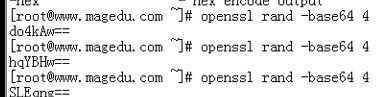 -hex                - hex encode output
[root@www.magedu.com ~]# openssl rand -base64 4
do4kAw==
[root@www.magedu.com ~]# openssl rand -base64 4
hqYBHw==
[root@www.magedu.com ~]# openssl rand -base64 4
SLEqng==